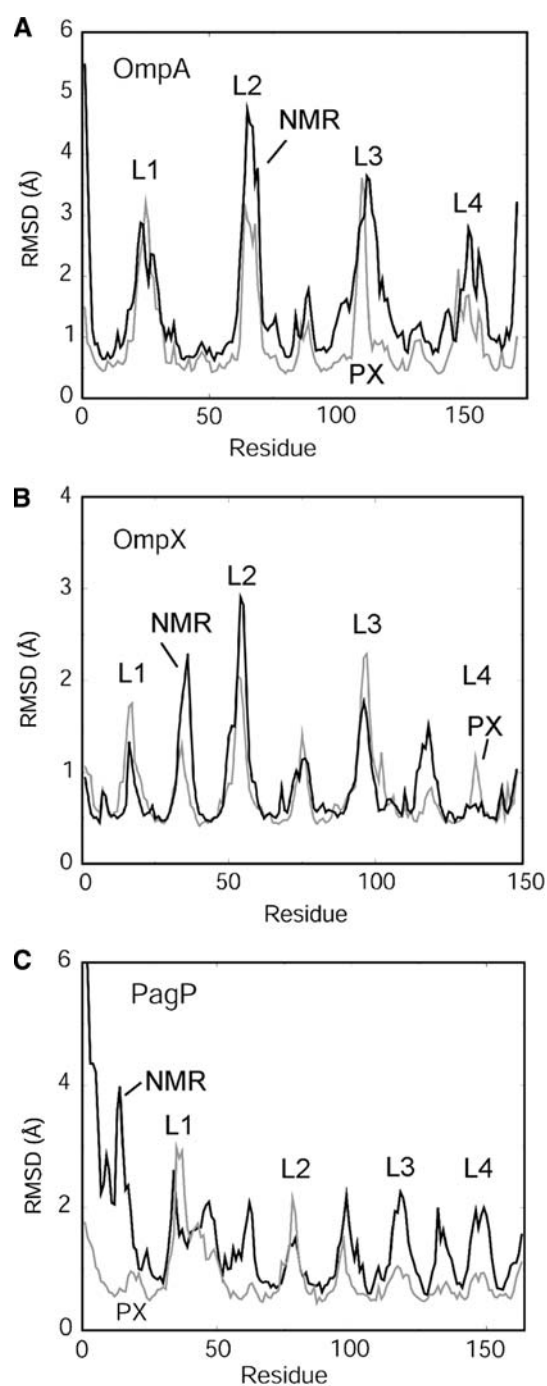 A
6
OmpA
L2
5
NMR
4
L1
L3
RMSD (Å)
3
L4
2
1
PX
0
0 50 100 150
Residue
B
4
OmpX
L2
3
NMR
L3
L1
L4
RMSD (Å)
2
PX
1
0
0 50 100 150
Residue
C
6
PagP
NMR
4
L1
RMSD (Å)
L2 L3 L4
2
PX
0
0 50 100 150
Residue